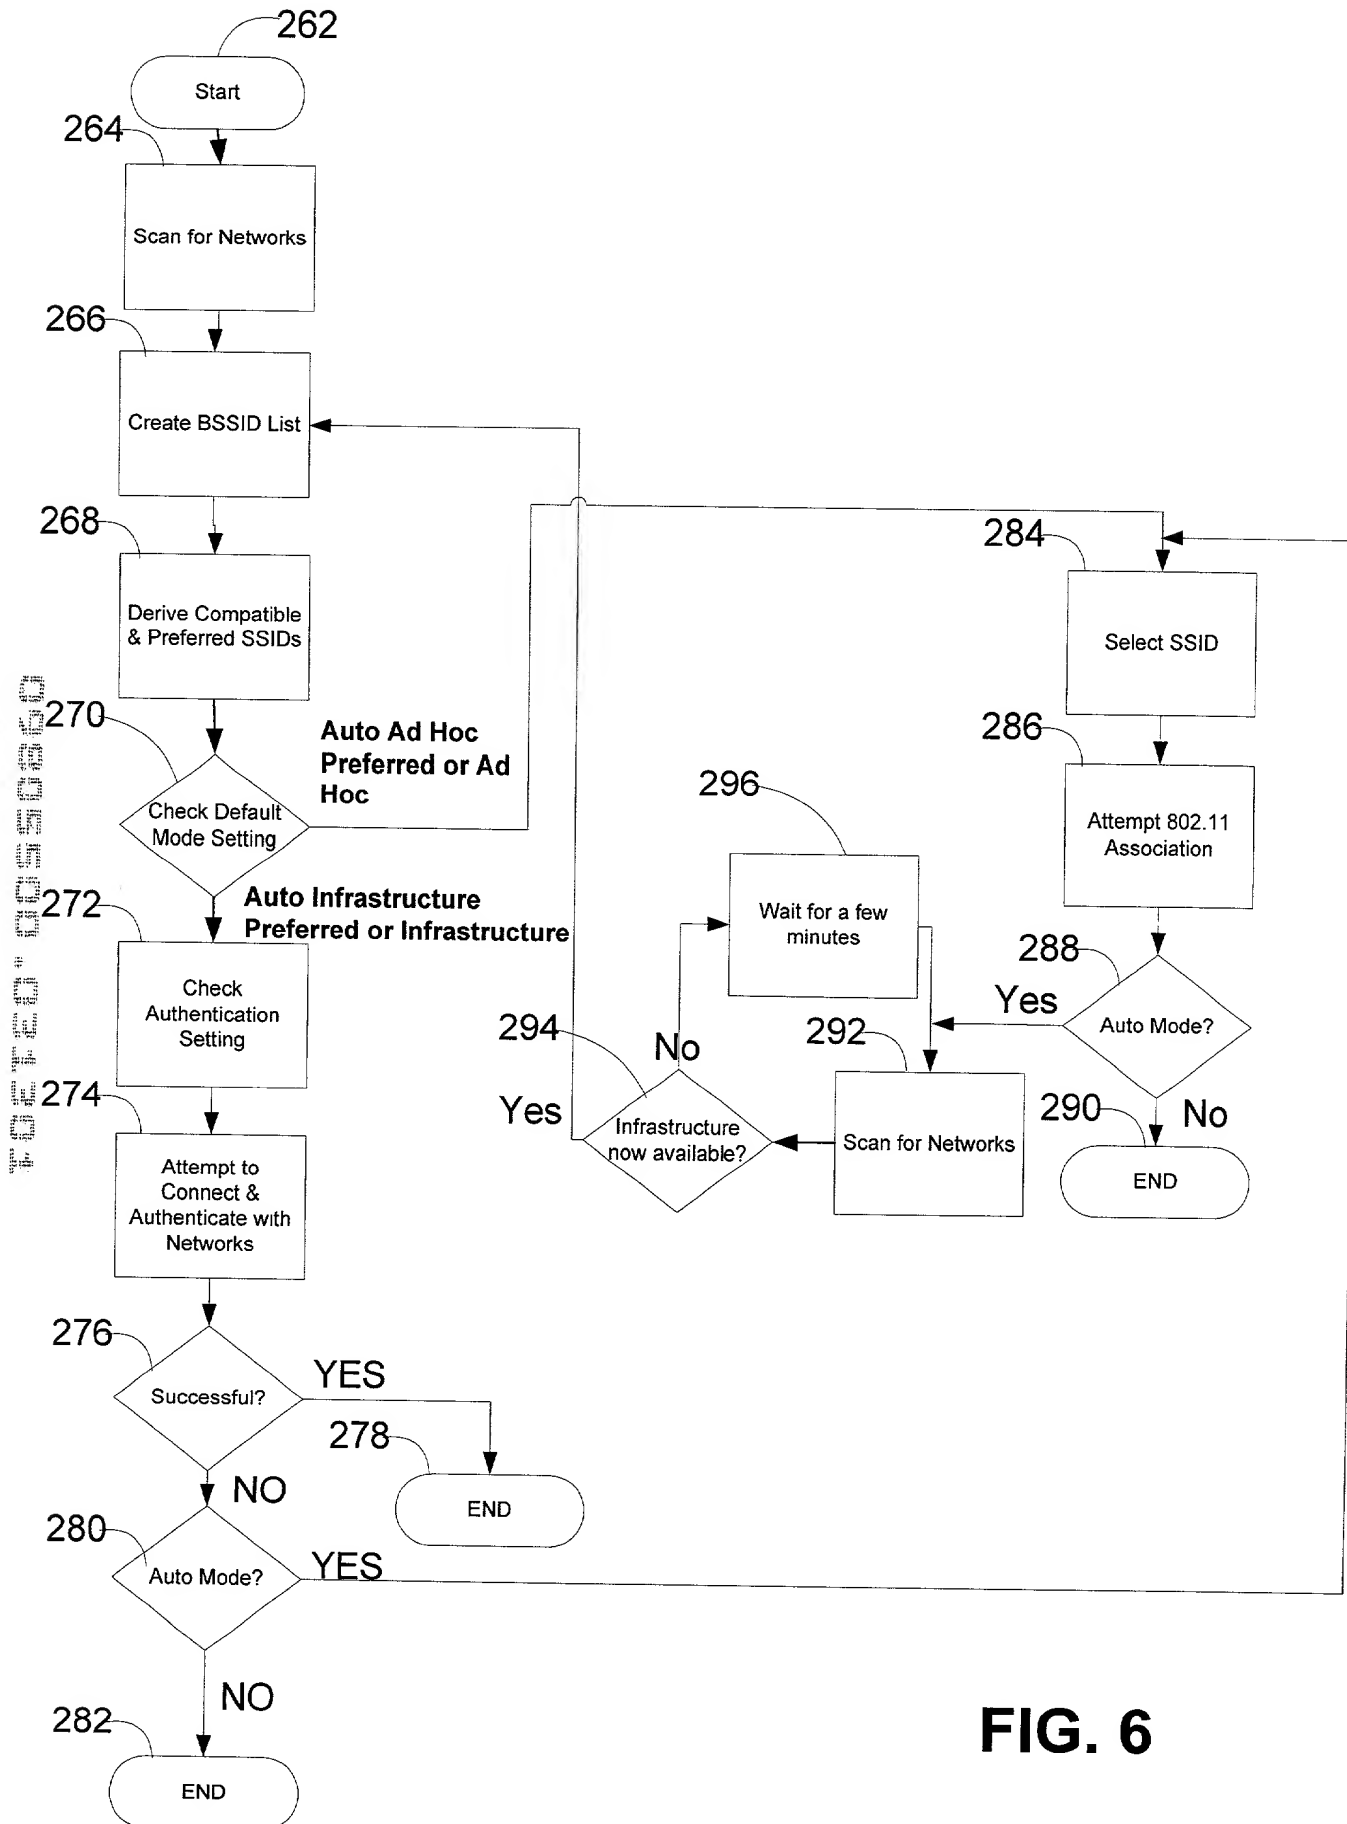 262
Start
264
Scan for Networks
266
Create BSSID List
268
Derive Compatible
& Preferred SSIDs
270
Auto Ad Hoc
Preferred or Ad
Hoc
Check Default
Mode Setting
Auto Infrastructure
Preferred or Infrastructure
272
Check
Authentication
Setting
274
Attempt to
Connect &
Authenticate with
Networks
276
Successful?
YES
278
END
NO
280
Auto Mode?
YES
NO
282
END
284
Select SSID
286
Attempt 802.11
Association
288
Auto Mode?
Yes
No
290
END
296
Wait for a few
minutes
292
Scan for Networks
294
Infrastructure
now available?
No
Yes
FIG. 6